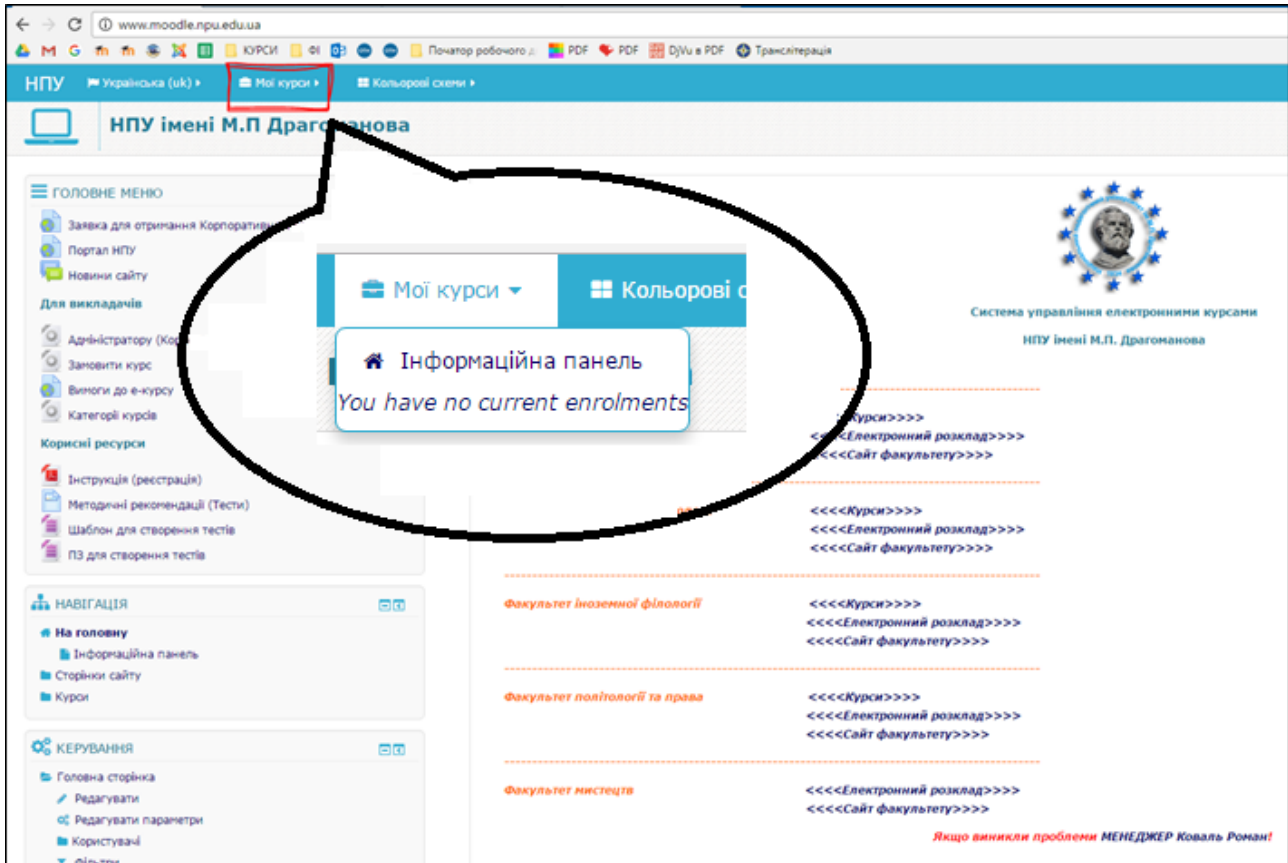 www.moodle.npu.edu.ua
КУРСИ ФІ PDF PDF DjVu в PDF Транслітерація
НПУ Українська (uk) Мої курси Кольорові схеми
НПУ імені М.П Драгоманова
ГОЛОВНЕ МЕНЮ
Заявка для отримання
Портал НПУ
Новини сайту
Для викладачів
Адміністратору
Замовити курс
Вимоги до е-курсу
Категорії курсів
Корисні ресурси
Інструкція (реєстрація)
Методичні рекомендації (Тести)
Шаблон для створення тестів
ПЗ для створення тестів
НАВІГАЦІЯ
На головну
Інформаційна панель
Сторінки сайту
Курси
КЕРУВАННЯ
Головна сторінка
Редагувати
Редагувати параметри
Користувачі
Фільтри
Мої курси Кольорові с
Інформаційна панель
You have no current enrolments
Система управління електронними курсами
НПУ імені М.П. Драгоманова
Курси>>>>
<<<<Електронний розклад>>>>
<<<<Сайт факультету>>>>
<<<<Курси>>>>
<<<<Електронний розклад>>>>
<<<<Сайт факультету>>>>
Факультет іноземної філології <<<<Курси>>>>
<<<<Електронний розклад>>>>
<<<<Сайт факультету>>>>
Факультет політології та права <<<<Курси>>>>
<<<<Електронний розклад>>>>
<<<<Сайт факультету>>>>
Факультет мистецтв <<<<Електронний розклад>>>>
<<<<Сайт факультету>>>>
Якщо виникли проблеми МЕНЕДЖЕР Коваль Роман!